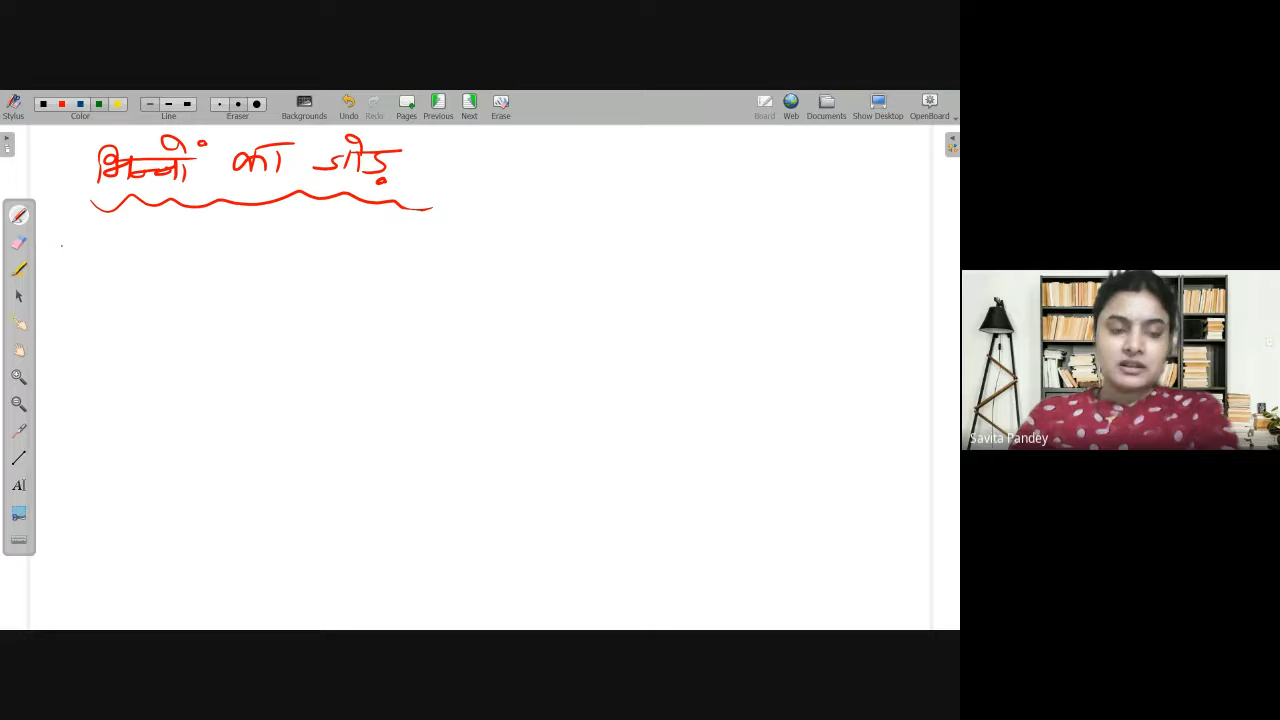 Stylus Color Line Eraser Backgrounds Undo Redo Pages Previous Next Erase Board Web Documents Show Desktop OpenBoard
भिन्नों का जोड़
Savita Pandey